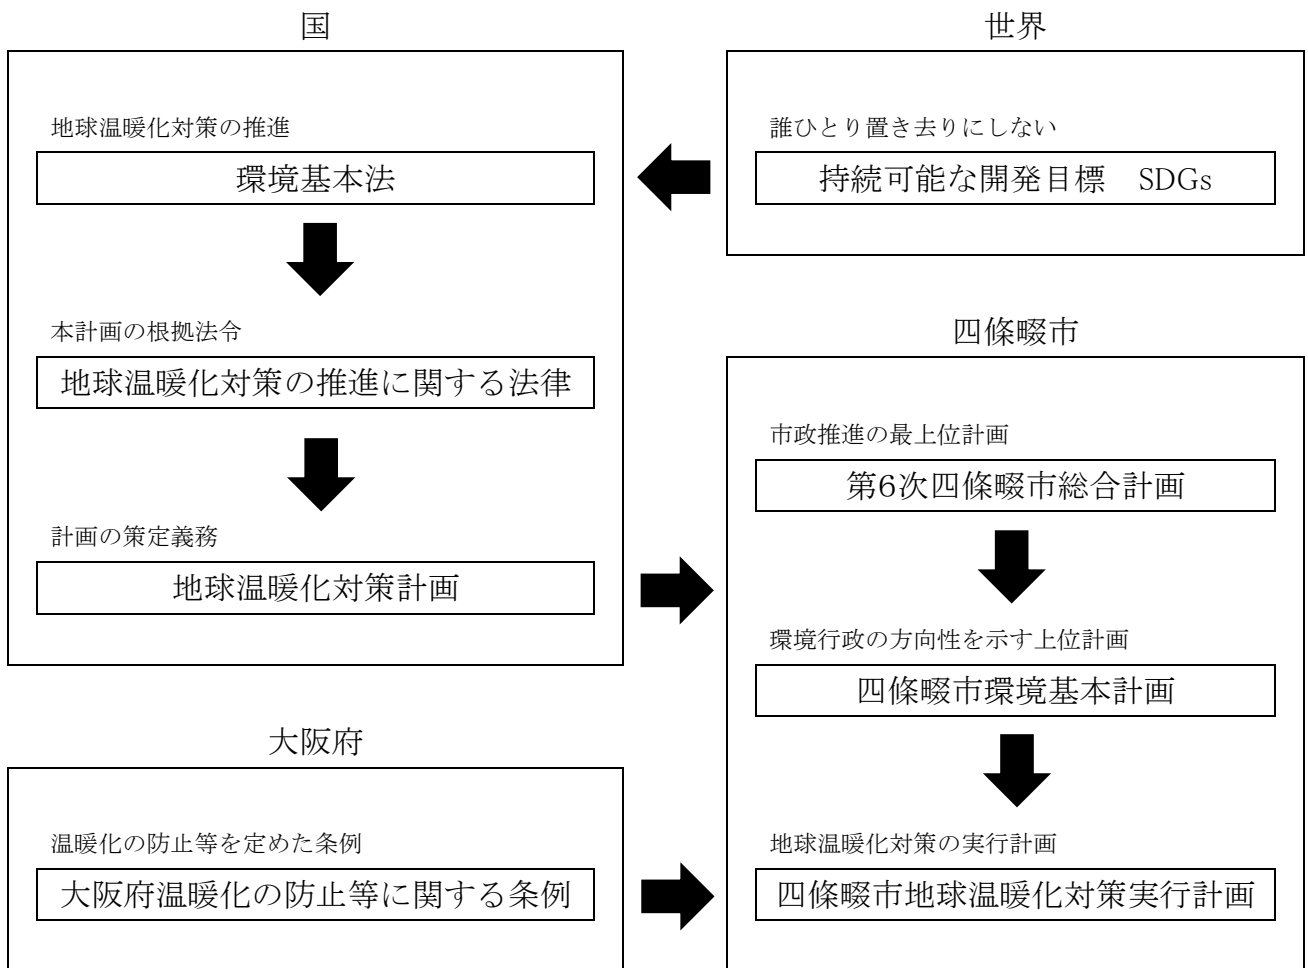 国
地球温暖化対策の推進
環境基本法
本計画の根拠法令
地球温暖化対策の推進に関する法律
計画の策定義務
地球温暖化対策計画
大阪府
温暖化の防止等を定めた条例
大阪府温暖化の防止等に関する条例
世界
誰ひとり置き去りにしない
持続可能な開発目標　SDGs
四條畷市
市政推進の最上位計画
第6次四條畷市総合計画
環境行政の方向性を示す上位計画
四條畷市環境基本計画
地球温暖化対策の実行計画
四條畷市地球温暖化対策実行計画